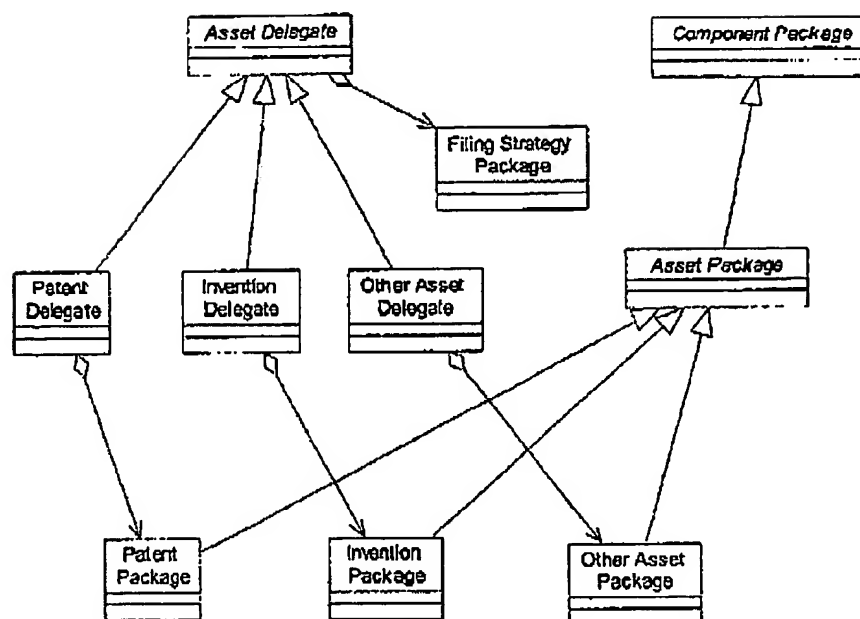 Asset Delegate
Component Package
Filing Strategy
Package
Asset Package
Patent
Delegate
Invention
Delegate
Other Asset
Delegate
Patent
Package
Invention
Package
Other Asset
Package